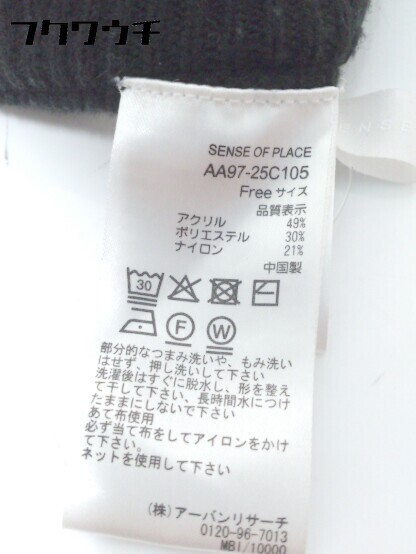 フクワウチ
SENSE OF PLACE
AA97-25C105
Free サイズ
品質表示
アクリル 49%
ポリエステル 30%
ナイロン 21%
中国製
30
F W
部分的なつまみ洗いや、もみ洗い
はせず、押し洗いして下さい
洗濯後はすぐに脱水し、形を整え
て干して下さい、長時間水につけ
たままにしないで下さい
あて布使用
必ず当て布をしてアイロンをかけ
て下さい。
ネットを使用して下さい
(株) アーバンリサーチ
0120-96-7013
MBI/10000